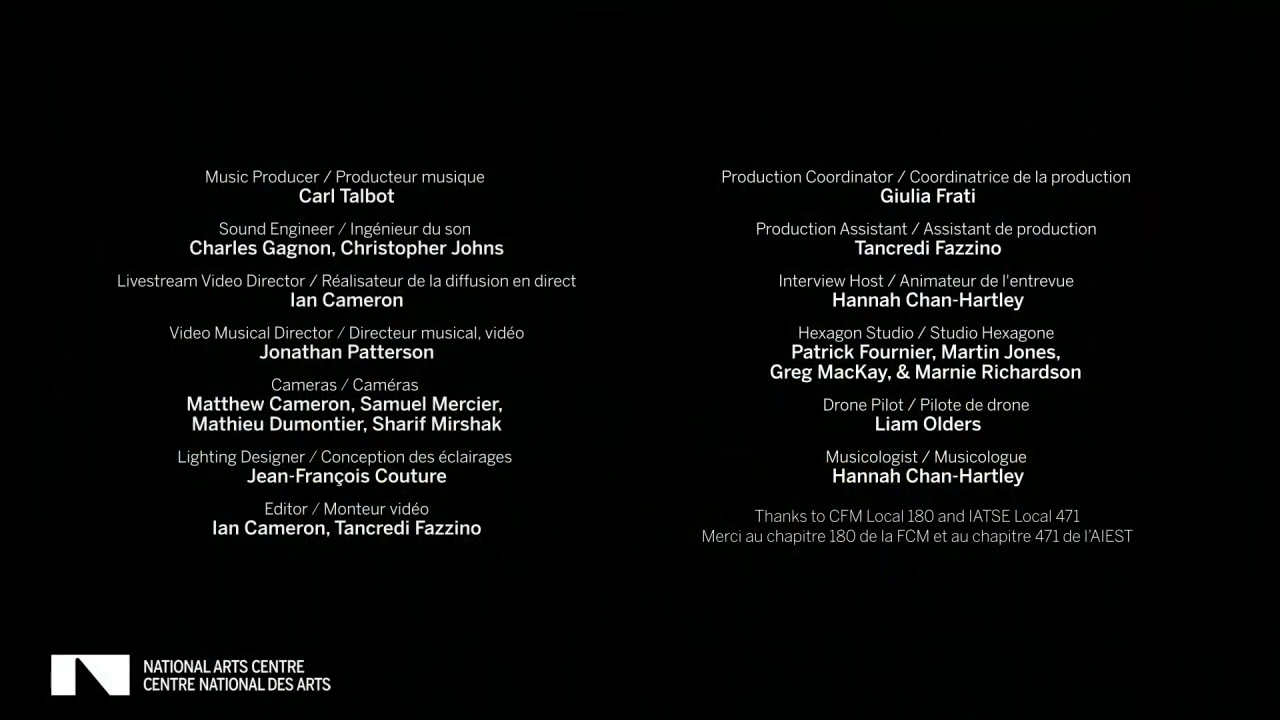 Music Producer / Producteur musique
Carl Talbot
Sound Engineer / Ingénieur du son
Charles Gagnon, Christopher Johns
Livestream Video Director / Réalisateur de la diffusion en direct
Ian Cameron
Video Musical Director / Directeur musical, vidéo
Jonathan Patterson
Cameras / Caméras
Matthew Cameron, Samuel Mercier,
Mathieu Dumontier, Sharif Mirshak
Lighting Designer / Conception des éclairages
Jean-François Couture
Editor / Monteur vidéo
Ian Cameron, Tancredi Fazzino
Production Coordinator / Coordinatrice de la production
Giulia Frati
Production Assistant / Assistant de production
Tancredi Fazzino
Interview Host / Animateur de l'entrevue
Hannah Chan-Hartley
Hexagon Studio / Studio Hexagone
Patrick Fournier, Martin Jones,
Greg MacKay, & Marnie Richardson
Drone Pilot / Pilote de drone
Liam Olders
Musicologist / Musicologue
Hannah Chan-Hartley
Thanks to CFM Local 180 and IATSE Local 471
Merci au chapitre 180 de la FCM et au chapitre 471 de l’AIEST
NATIONAL ARTS CENTRE
CENTRE NATIONAL DES ARTS